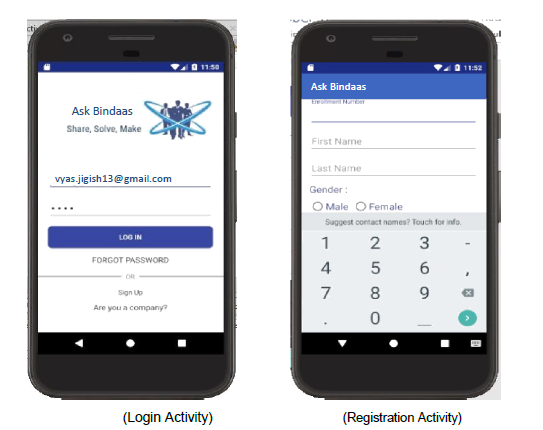 11:50
Ask Bindaas
Share, Solve, Make
vyas.jigish13@gmail.com
LOG IN
FORGOT PASSWORD
OR
Sign Up
Are you a company?
(Login Activity)
11:52
Ask Bindaas
Enrollment Number
First Name
Last Name
Gender :
Male Female
Suggest contact names? Touch for info.
1 2 3 -
4 5 6 ,
7 8 9
. 0 _
(Registration Activity)